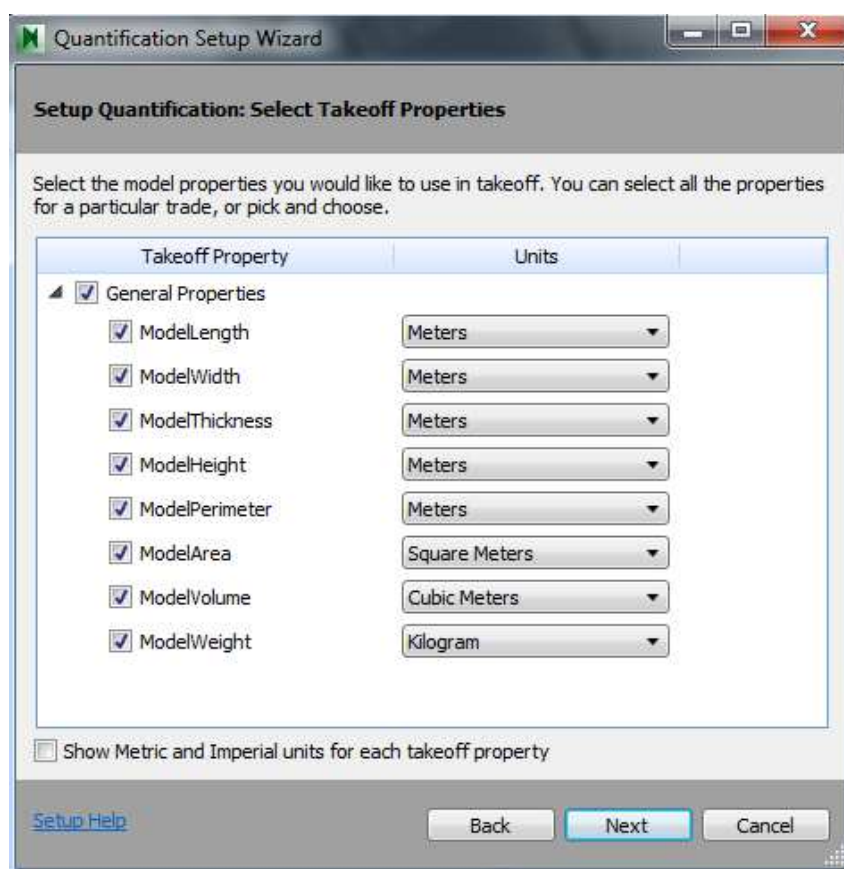 Quantification Setup Wizard
Setup Quantification: Select Takeoff Properties
Select the model properties you would like to use in takeoff. You can select all the properties
for a particular trade, or pick and choose.
Takeoff Property Units
General Properties
ModelLength Meters
ModelWidth Meters
ModelThickness Meters
ModelHeight Meters
ModelPerimeter Meters
ModelArea Square Meters
ModelVolume Cubic Meters
ModelWeight Kilogram
Show Metric and Imperial units for each takeoff property
Setup Help Back Next Cancel